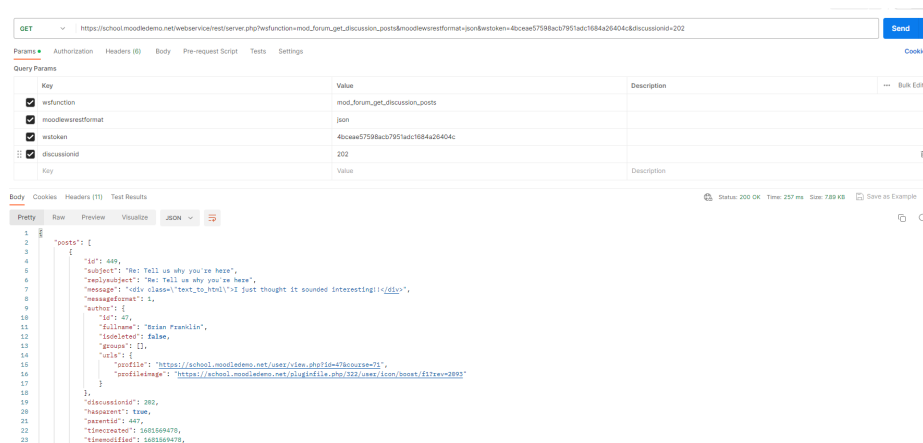 GET https://school.moodledemo.net/webservice/rest/server.php?wsfunction=mod_forum_get_discussion_posts&moodlewsrestformat=json&wstoken=4bceae57598acb7951adc1684a26404c&discussionid=202 Send
Params Authorization Headers (6) Body Pre-request Script Tests Settings Cookie
Query Params
Key Value Description ••• Bulk Edit
wsfunction mod_forum_get_discussion_posts
moodlewsrestformat json
wstoken 4bceae57598acb7951adc1684a26404c
discussionid 202
Key Value Description
Body Cookies Headers (11) Test Results Status: 200 OK Time: 257 ms Size: 7.89 KB Save as Example
Pretty Raw Preview Visualize JSON
1 {
2 "posts": [
3 {
4 "id": 449,
5 "subject": "Re: Tell us why you're here",
6 "replysubject": "Re: Tell us why you're here",
7 "message": "<div class=\"text_to_html\">I just thought it sounded interesting!</div>",
8 "messageformat": 1,
9 "author": {
10 "id": 47,
11 "fullname": "Brian Franklin",
12 "isdeleted": false,
13 "groups": [],
14 "urls": {
15 "profile": "https://school.moodledemo.net/user/view.php?id=47&course=71",
16 "profileimage": "https://school.moodledemo.net/pluginfile.php/322/user/icon/boost/f1?rev=2893"
17 }
18 },
19 "discussionid": 202,
20 "hasparent": true,
21 "parentid": 447,
22 "timecreated": 1681569478,
23 "timemodified": 1681569478,